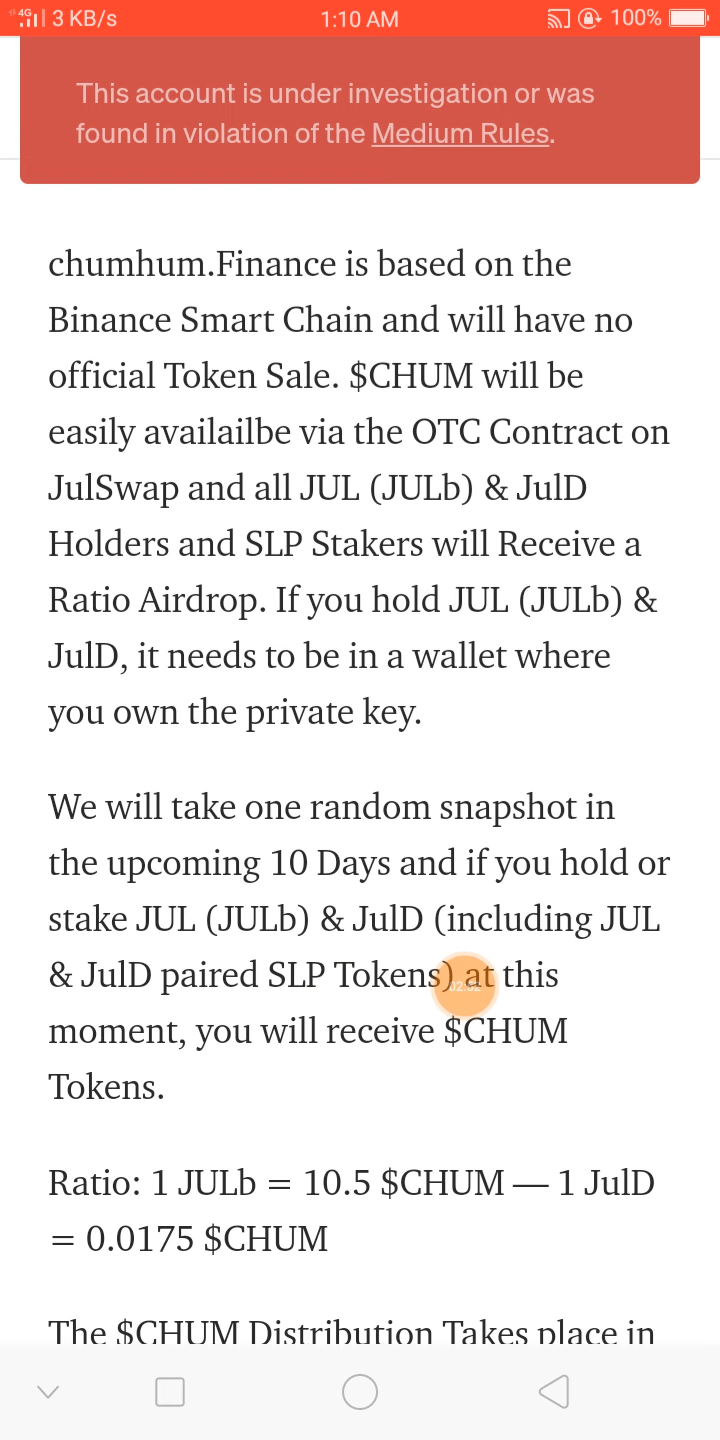 4G 3 KB/s 1:10 AM 100%
This account is under investigation or was
found in violation of the Medium Rules.
chumhum.Finance is based on the
Binance Smart Chain and will have no
official Token Sale. $CHUM will be
easily availailbe via the OTC Contract on
JulSwap and all JUL (JULb) & JulD
Holders and SLP Stakers will Receive a
Ratio Airdrop. If you hold JUL (JULb) &
JulD, it needs to be in a wallet where
you own the private key.
We will take one random snapshot in
the upcoming 10 Days and if you hold or
stake JUL (JULb) & JulD (including JUL
& JulD paired SLP Tokens) at this
moment, you will receive $CHUM
Tokens.
Ratio: 1 JULb = 10.5 $CHUM — 1 JulD
= 0.0175 $CHUM
The $CHUM Distribution Takes place in